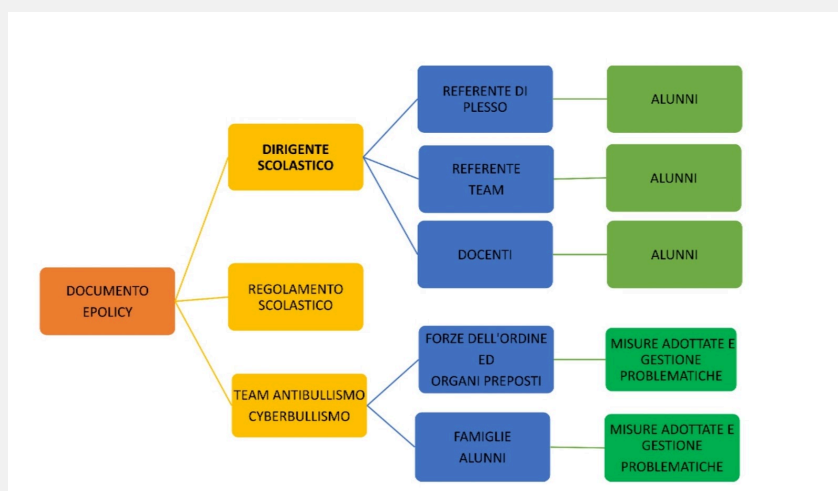 DOCUMENTO
EPOLICY
DIRIGENTE
SCOLASTICO
REFERENTE DI
PLESSO
ALUNNI
REFERENTE
TEAM
ALUNNI
DOCENTI
ALUNNI
REGOLAMENTO
SCOLASTICO
TEAM ANTIBULLISMO
CYBERBULLISMO
FORZE DELL'ORDINE
ED
ORGANI PREPOSTI
MISURE ADOTTATE E
GESTIONE
PROBLEMATICHE
FAMIGLIE
ALUNNI
MISURE ADOTTATE E
GESTIONE
PROBLEMATICHE